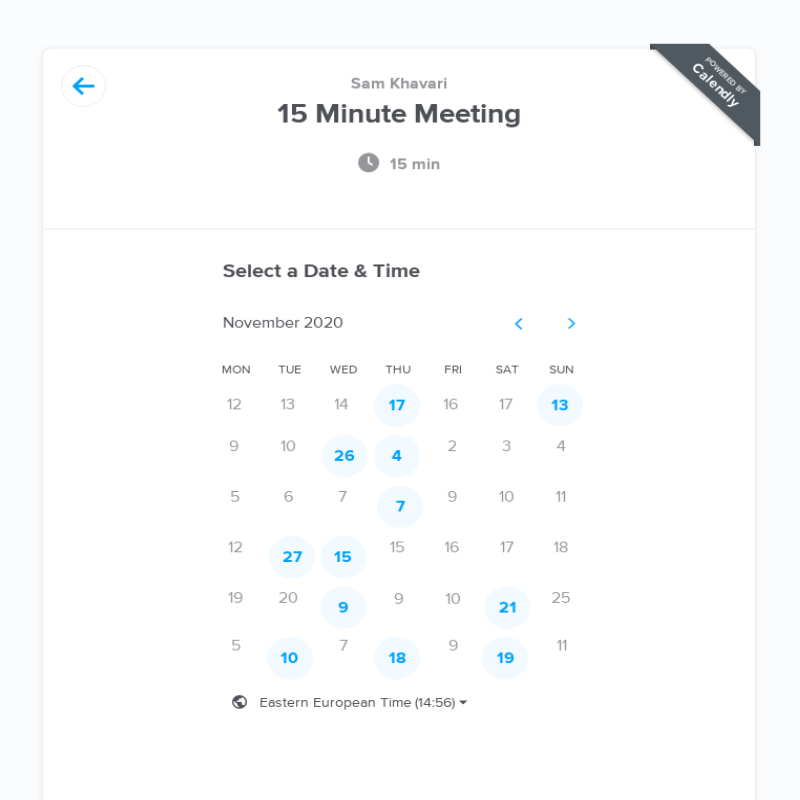 POWERED BY
Calendly
Sam Khavari
15 Minute Meeting
15 min
Select a Date & Time
November 2020
MON TUE WED THU FRI SAT SUN
12 13 14 17 16 17 13
9 10 26 4 2 3 4
5 6 7 7 9 10 11
12 27 15 15 16 17 18
19 20 9 9 10 21 25
5 10 7 18 9 19 11
Eastern European Time (14:56)